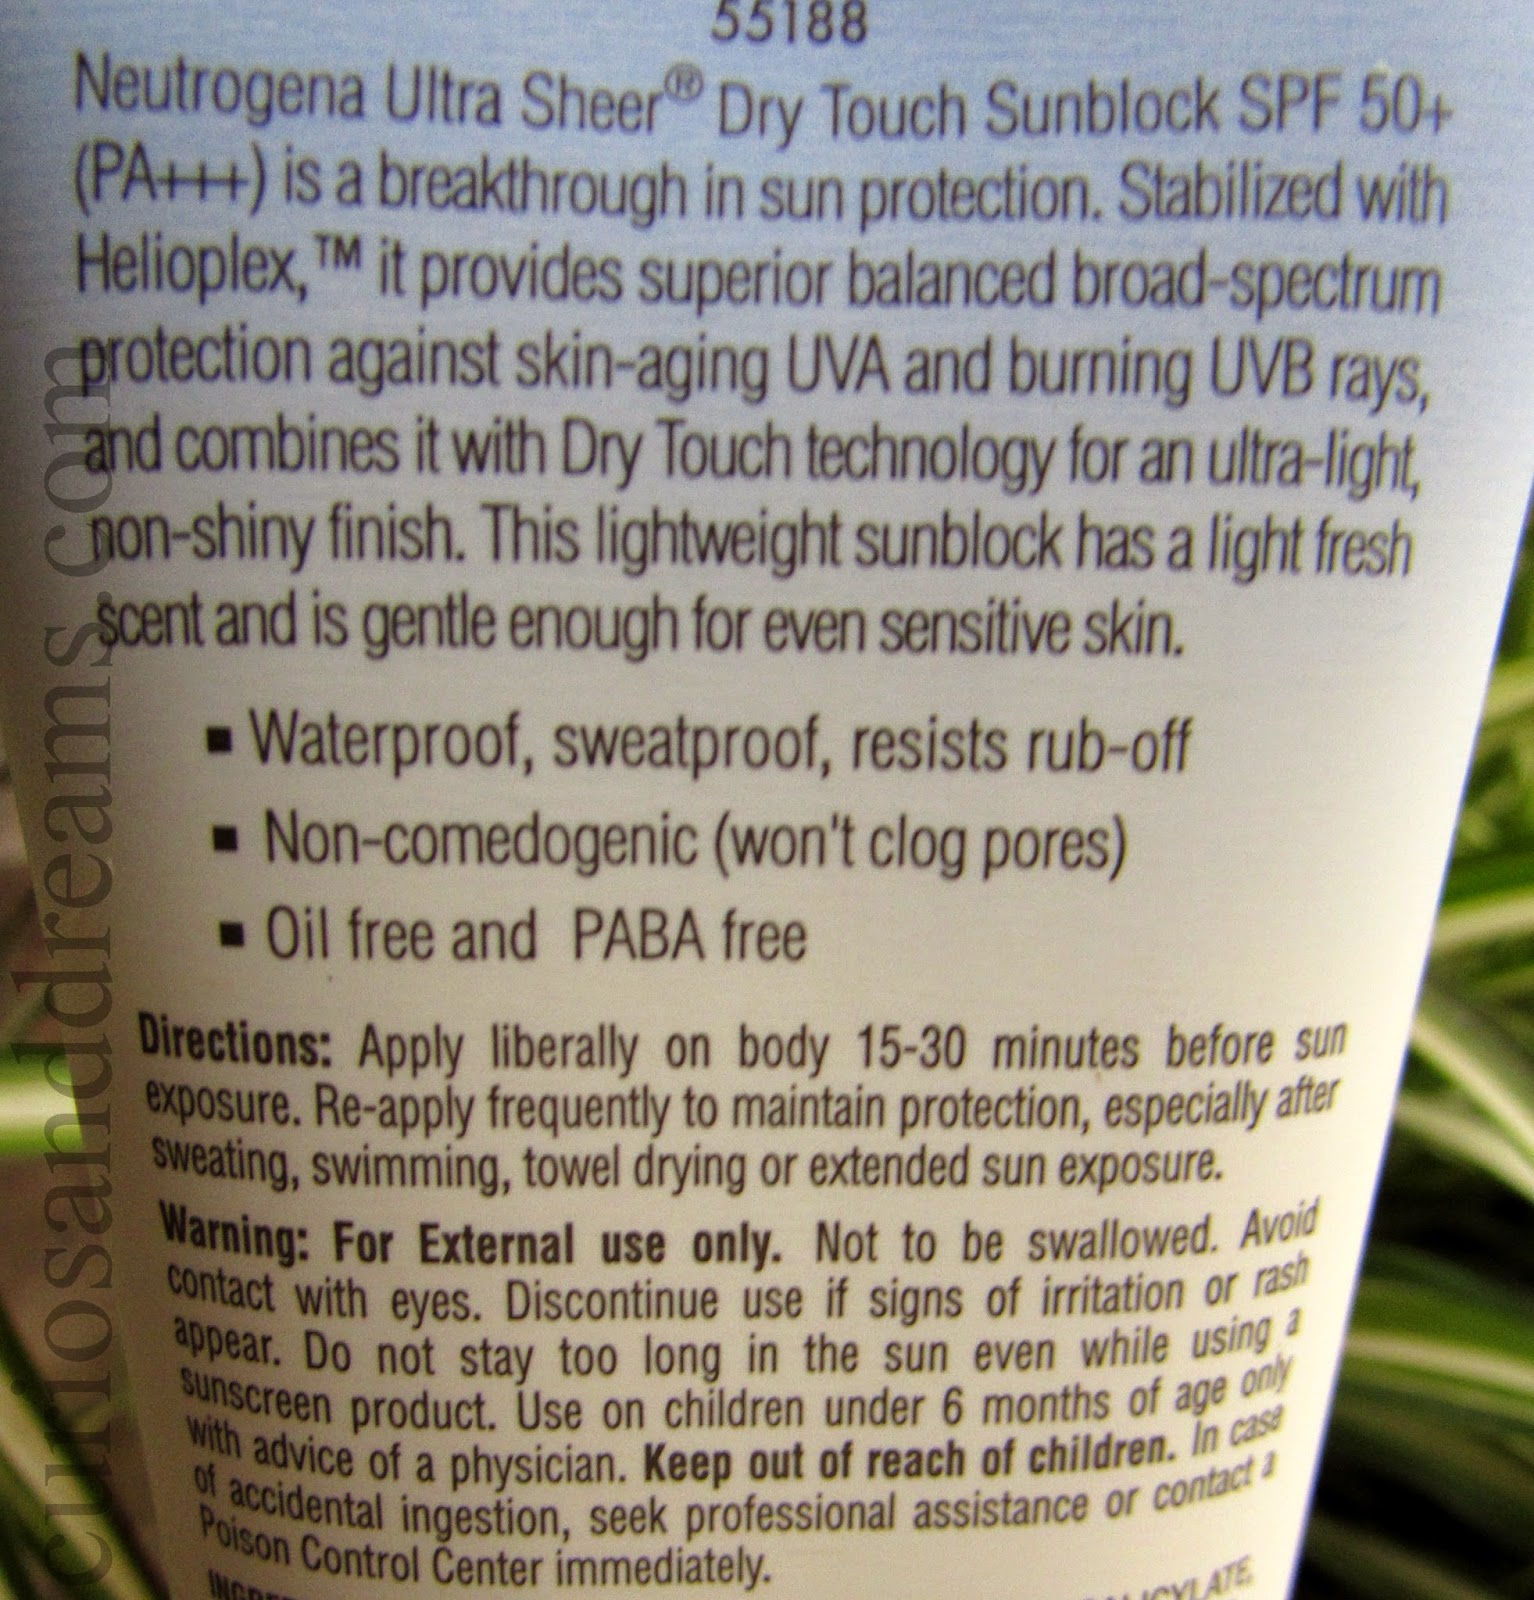 55188
Neutrogena Ultra Sheer® Dry Touch Sunblock SPF 50+
(PA+++) is a breakthrough in sun protection. Stabilized with
Helioplex,™ it provides superior balanced broad-spectrum
protection against skin-aging UVA and burning UVB rays,
and combines it with Dry Touch technology for an ultra-light,
non-shiny finish. This lightweight sunblock has a light fresh
scent and is gentle enough for even sensitive skin.
▪ Waterproof, sweatproof, resists rub-off
▪ Non-comedogenic (won't clog pores)
▪ Oil free and PABA free
Directions: Apply liberally on body 15-30 minutes before sun
exposure. Re-apply frequently to maintain protection, especially after
sweating, swimming, towel drying or extended sun exposure.
Warning: For External use only. Not to be swallowed. Avoid
contact with eyes. Discontinue use if signs of irritation or rash
appear. Do not stay too long in the sun even while using a
sunscreen product. Use on children under 6 months of age only
with advice of a physician. Keep out of reach of children. In case
of accidental ingestion, seek professional assistance or contact a
Poison Control Center immediately.
curiosanddreams.com